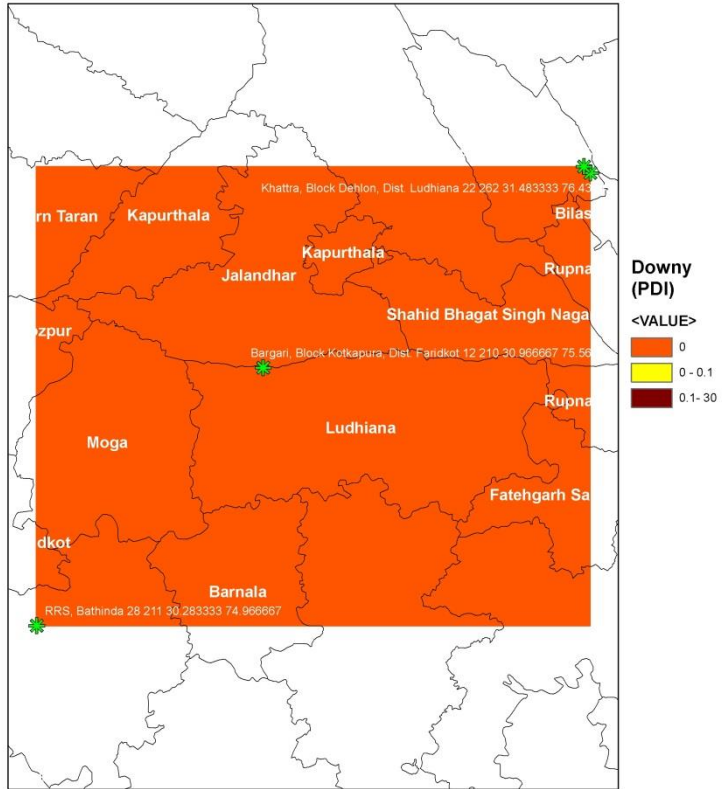 Khattra, Block Dehlon, Dist. Ludhiana 22 262 31.483333 76.43
rn Taran
Kapurthala
Bilas
Kapurthala
Jalandhar
Rupna
Shahid Bhagat Singh Naga
ozpur
Bargari, Block Kotkapura, Dist. Faridkot 12 210 30.966667 75.56
Rupna
Ludhiana
Moga
Fatehgarh Sa
dkot
Barnala
RRS, Bathinda 28 211 30.283333 74.966667
Downy
(PDI)
<VALUE>
0
0 - 0.1
0.1- 30